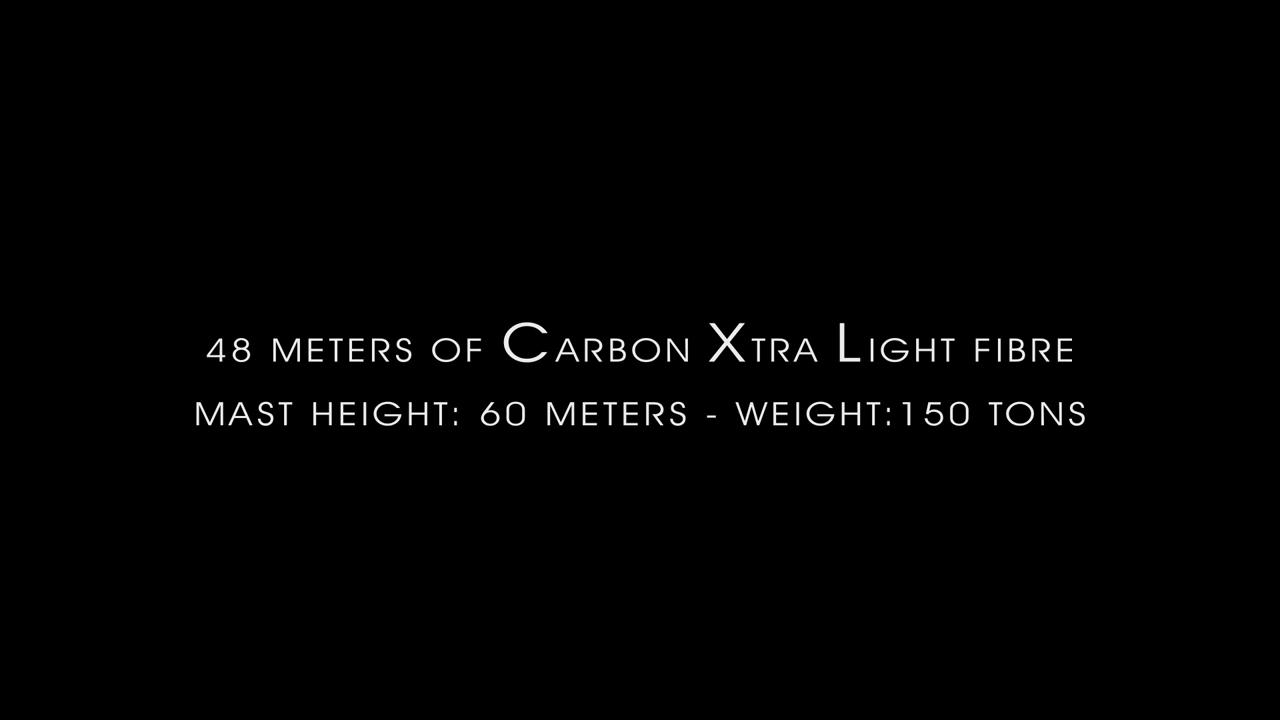 48 METERS OF CARBON XTRA LIGHT FIBRE
MAST HEIGHT: 60 METERS - WEIGHT:150 TONS